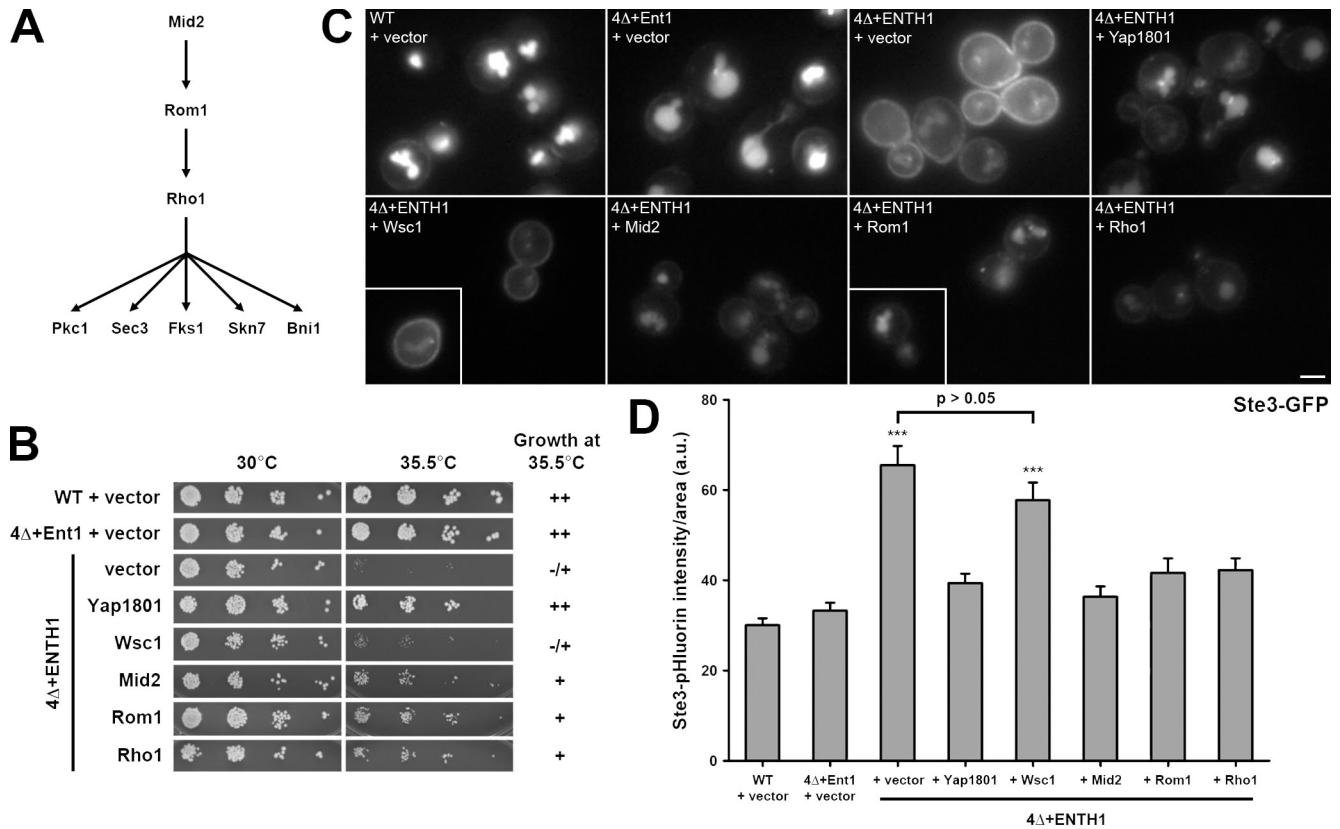 A
Mid2
Rom1
Rho1
Pkc1 Sec3 Fks1 Skn7 Bni1
B
30°C 35.5°C
Growth at
35.5°C
WT + vector ++
4Δ+Ent1 + vector ++
4Δ+ENTH1
vector -/+
Yap1801 ++
Wsc1 -/+
Mid2 +
Rom1 +
Rho1 +
C
WT
+ vector
4Δ+Ent1
+ vector
4Δ+ENTH1
+ vector
4Δ+ENTH1
+ Yap1801
4Δ+ENTH1
+ Wsc1
4Δ+ENTH1
+ Mid2
4Δ+ENTH1
+ Rom1
4Δ+ENTH1
+ Rho1
Ste3-GFP
D
Ste3-pHluorin intensity/area (a.u.)
80
60
40
20
0
p > 0.05
***
***
WT
+ vector
4Δ+Ent1
+ vector
+ vector
+ Yap1801
+ Wsc1
+ Mid2
+ Rom1
+ Rho1
4Δ+ENTH1